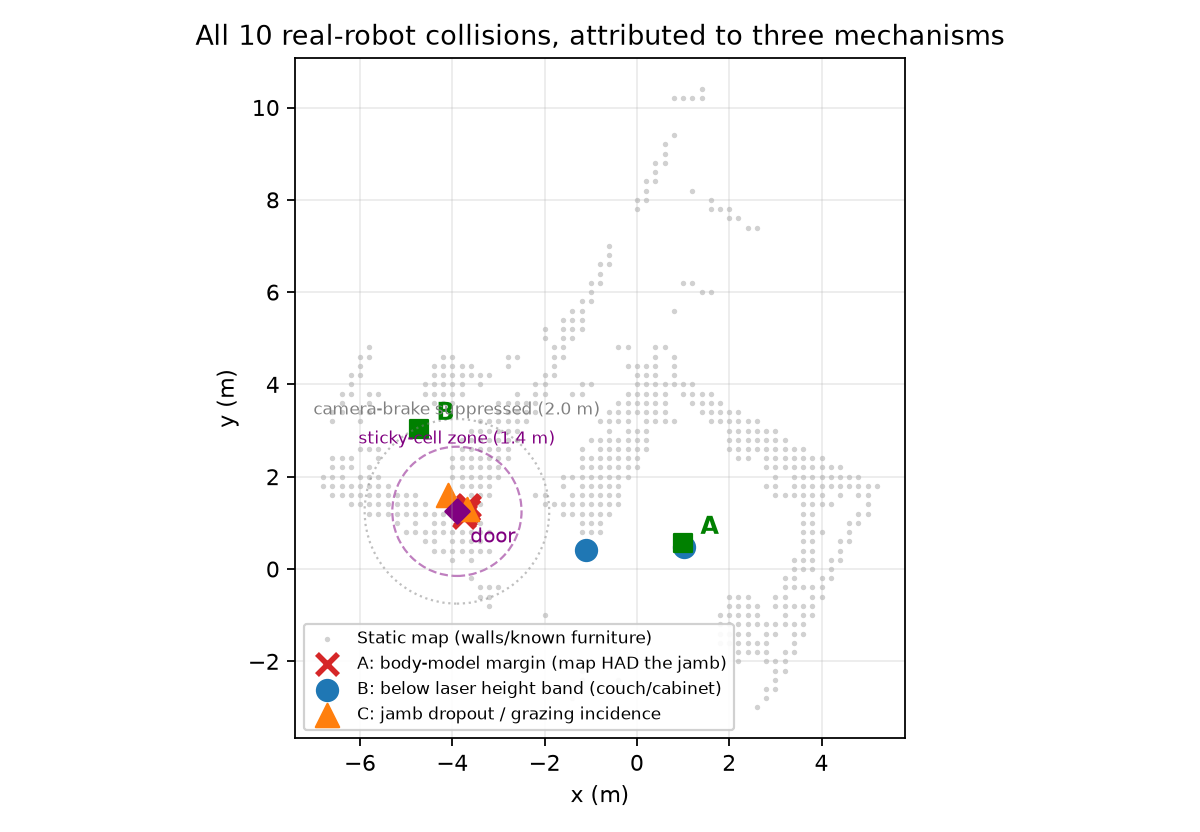 All 10 real-robot collisions, attributed to three mechanisms
10
8
6
4
2
0
−2
y (m)
camera-brake suppressed (2.0 m)
B
sticky-cell zone (1.4 m)
door
A
Static map (walls/known furniture)
A: body-model margin (map HAD the jamb)
B: below laser height band (couch/cabinet)
C: jamb dropout / grazing incidence
−6 −4 −2 0 2 4
x (m)